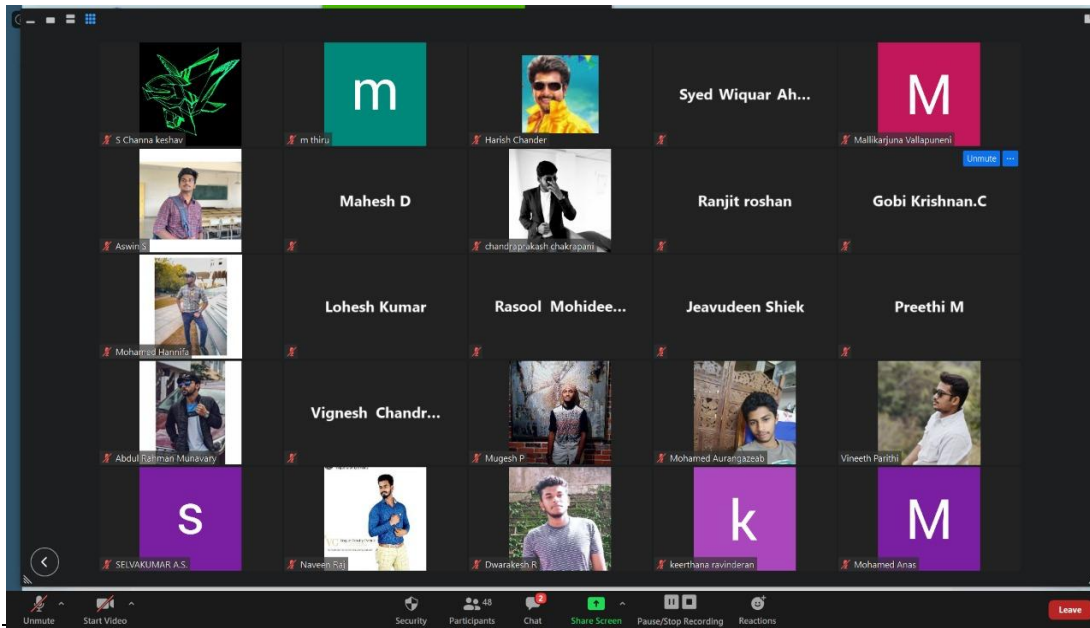 m
Syed Wiquar Ah...
M
S Channa keshav
m thiru
Harish Chander
Mallikarjuna Vallapuneni
Unmute
Mahesh D
Ranjit roshan
Gobi Krishnan.C
Aswin S
chandraprakash chakrapani
Lohesh Kumar
Rasool Mohidee...
Jeavudeen Shiek
Preethi M
Mohamed Hannifa
Vignesh Chandr...
Abdul Rahman Munavary
Mugesh P
Mohamed Aurangazeab
Vineeth Parithi
S
k
M
SELVAKUMAR A.S.
Naveen Raj
Dwarakesh R
keerthana ravinderan
Mohamed Anas
Unmute
Start Video
Security
Participants
48
Chat
2
Share Screen
Pause/Stop Recording
Reactions
Leave